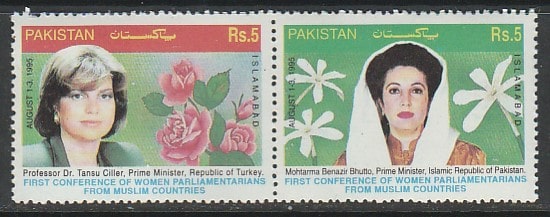 PAKISTAN پاکستان Rs.5
AUGUST 1-3, 1995.
ISLAMABAD
Professor Dr. Tansu Ciller, Prime Minister, Republic of Turkey.
FIRST CONFERENCE OF WOMEN PARLIAMENTARIANS
FROM MUSLIM COUNTRIES
PAKISTAN پاکستان Rs.5
AUGUST 1-3, 1995.
ISLAMABAD
Mohtarma Benazir Bhutto, Prime Minister, Islamic Republic of Pakistan.
FIRST CONFERENCE OF WOMEN PARLIAMENTARIANS
FROM MUSLIM COUNTRIES